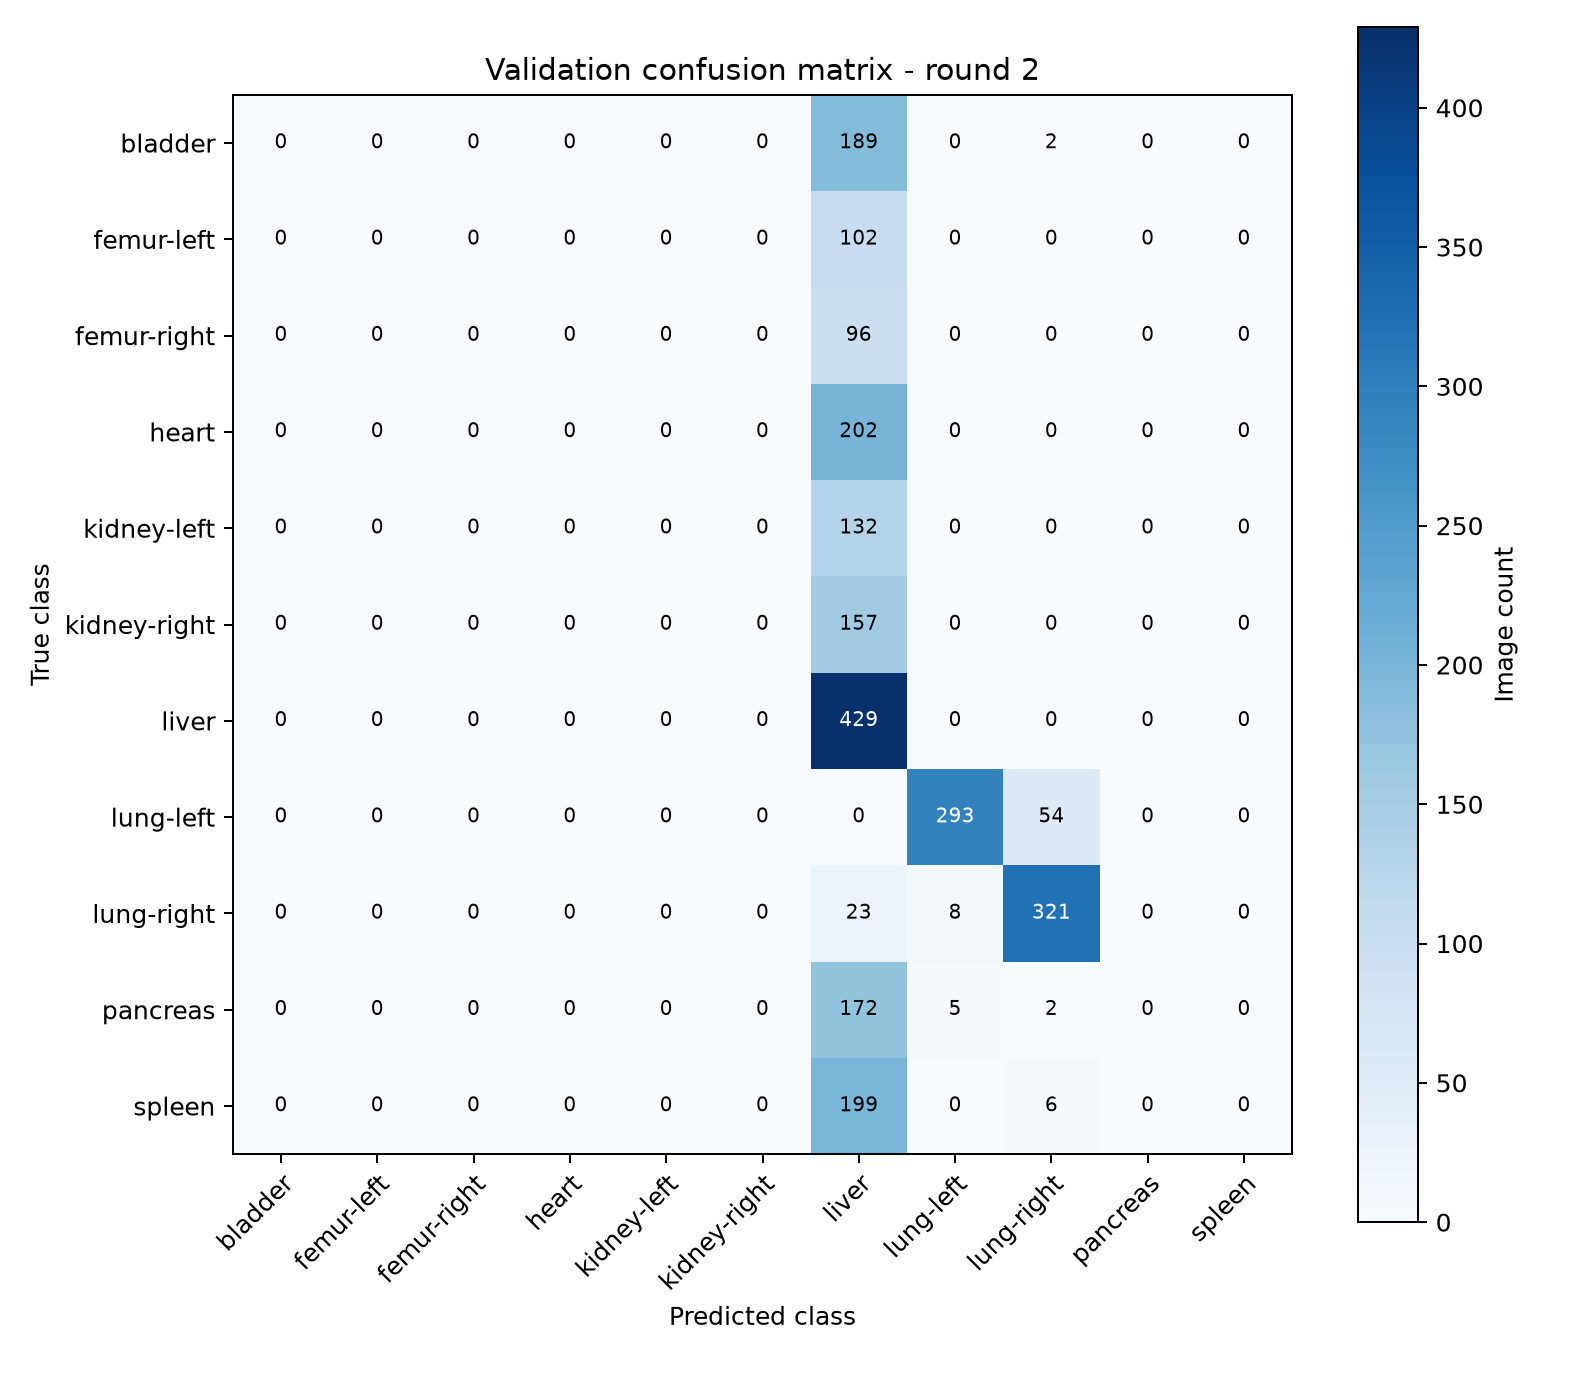 Validation confusion matrix - round 2
bladder 0 0 0 0 0 0 189 0 2 0 0
femur-left 0 0 0 0 0 0 102 0 0 0 0
femur-right 0 0 0 0 0 0 96 0 0 0 0
heart 0 0 0 0 0 0 202 0 0 0 0
kidney-left 0 0 0 0 0 0 132 0 0 0 0
kidney-right 0 0 0 0 0 0 157 0 0 0 0
liver 0 0 0 0 0 0 429 0 0 0 0
lung-left 0 0 0 0 0 0 0 293 54 0 0
lung-right 0 0 0 0 0 0 23 8 321 0 0
pancreas 0 0 0 0 0 0 172 5 2 0 0
spleen 0 0 0 0 0 0 199 0 6 0 0
bladder femur-left femur-right heart kidney-left kidney-right liver lung-left lung-right pancreas spleen
Predicted class
True class
400
350
300
250
200
150
100
50
0
Image count